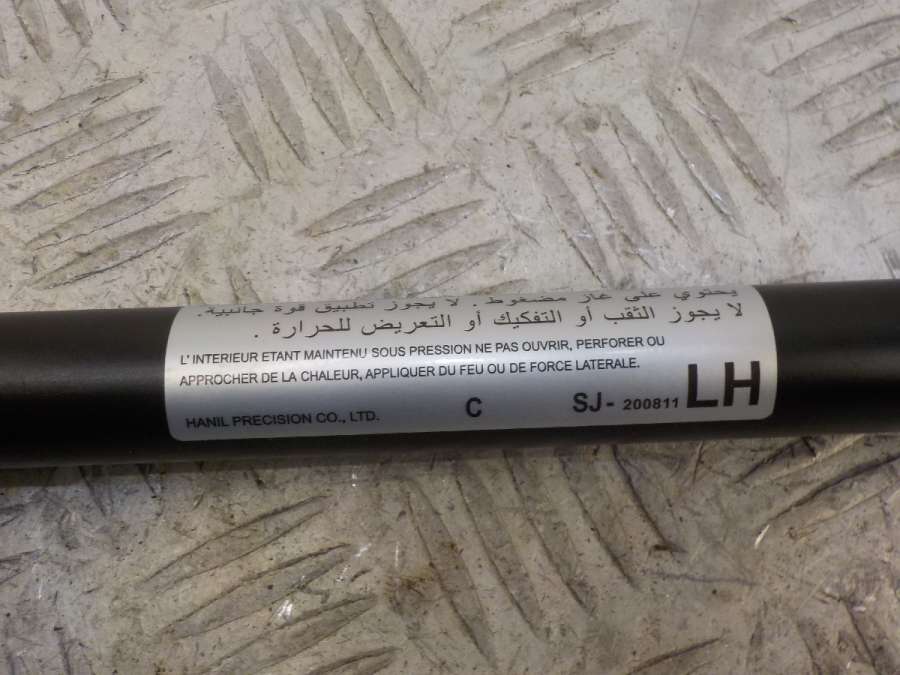 يحتوي على غاز مضغوط . لا يجوز تطبيق قوة جانبية.
لا يجوز الثقب أو التفكيك أو التعريض للحرارة .
L' INTERIEUR ETANT MAINTENU SOUS PRESSION NE PAS OUVRIR, PERFORER OU
APPROCHER DE LA CHALEUR, APPLIQUER DU FEU OU DE FORCE LATERALE.
HANIL PRECISION CO., LTD. C SJ- 200811 LH